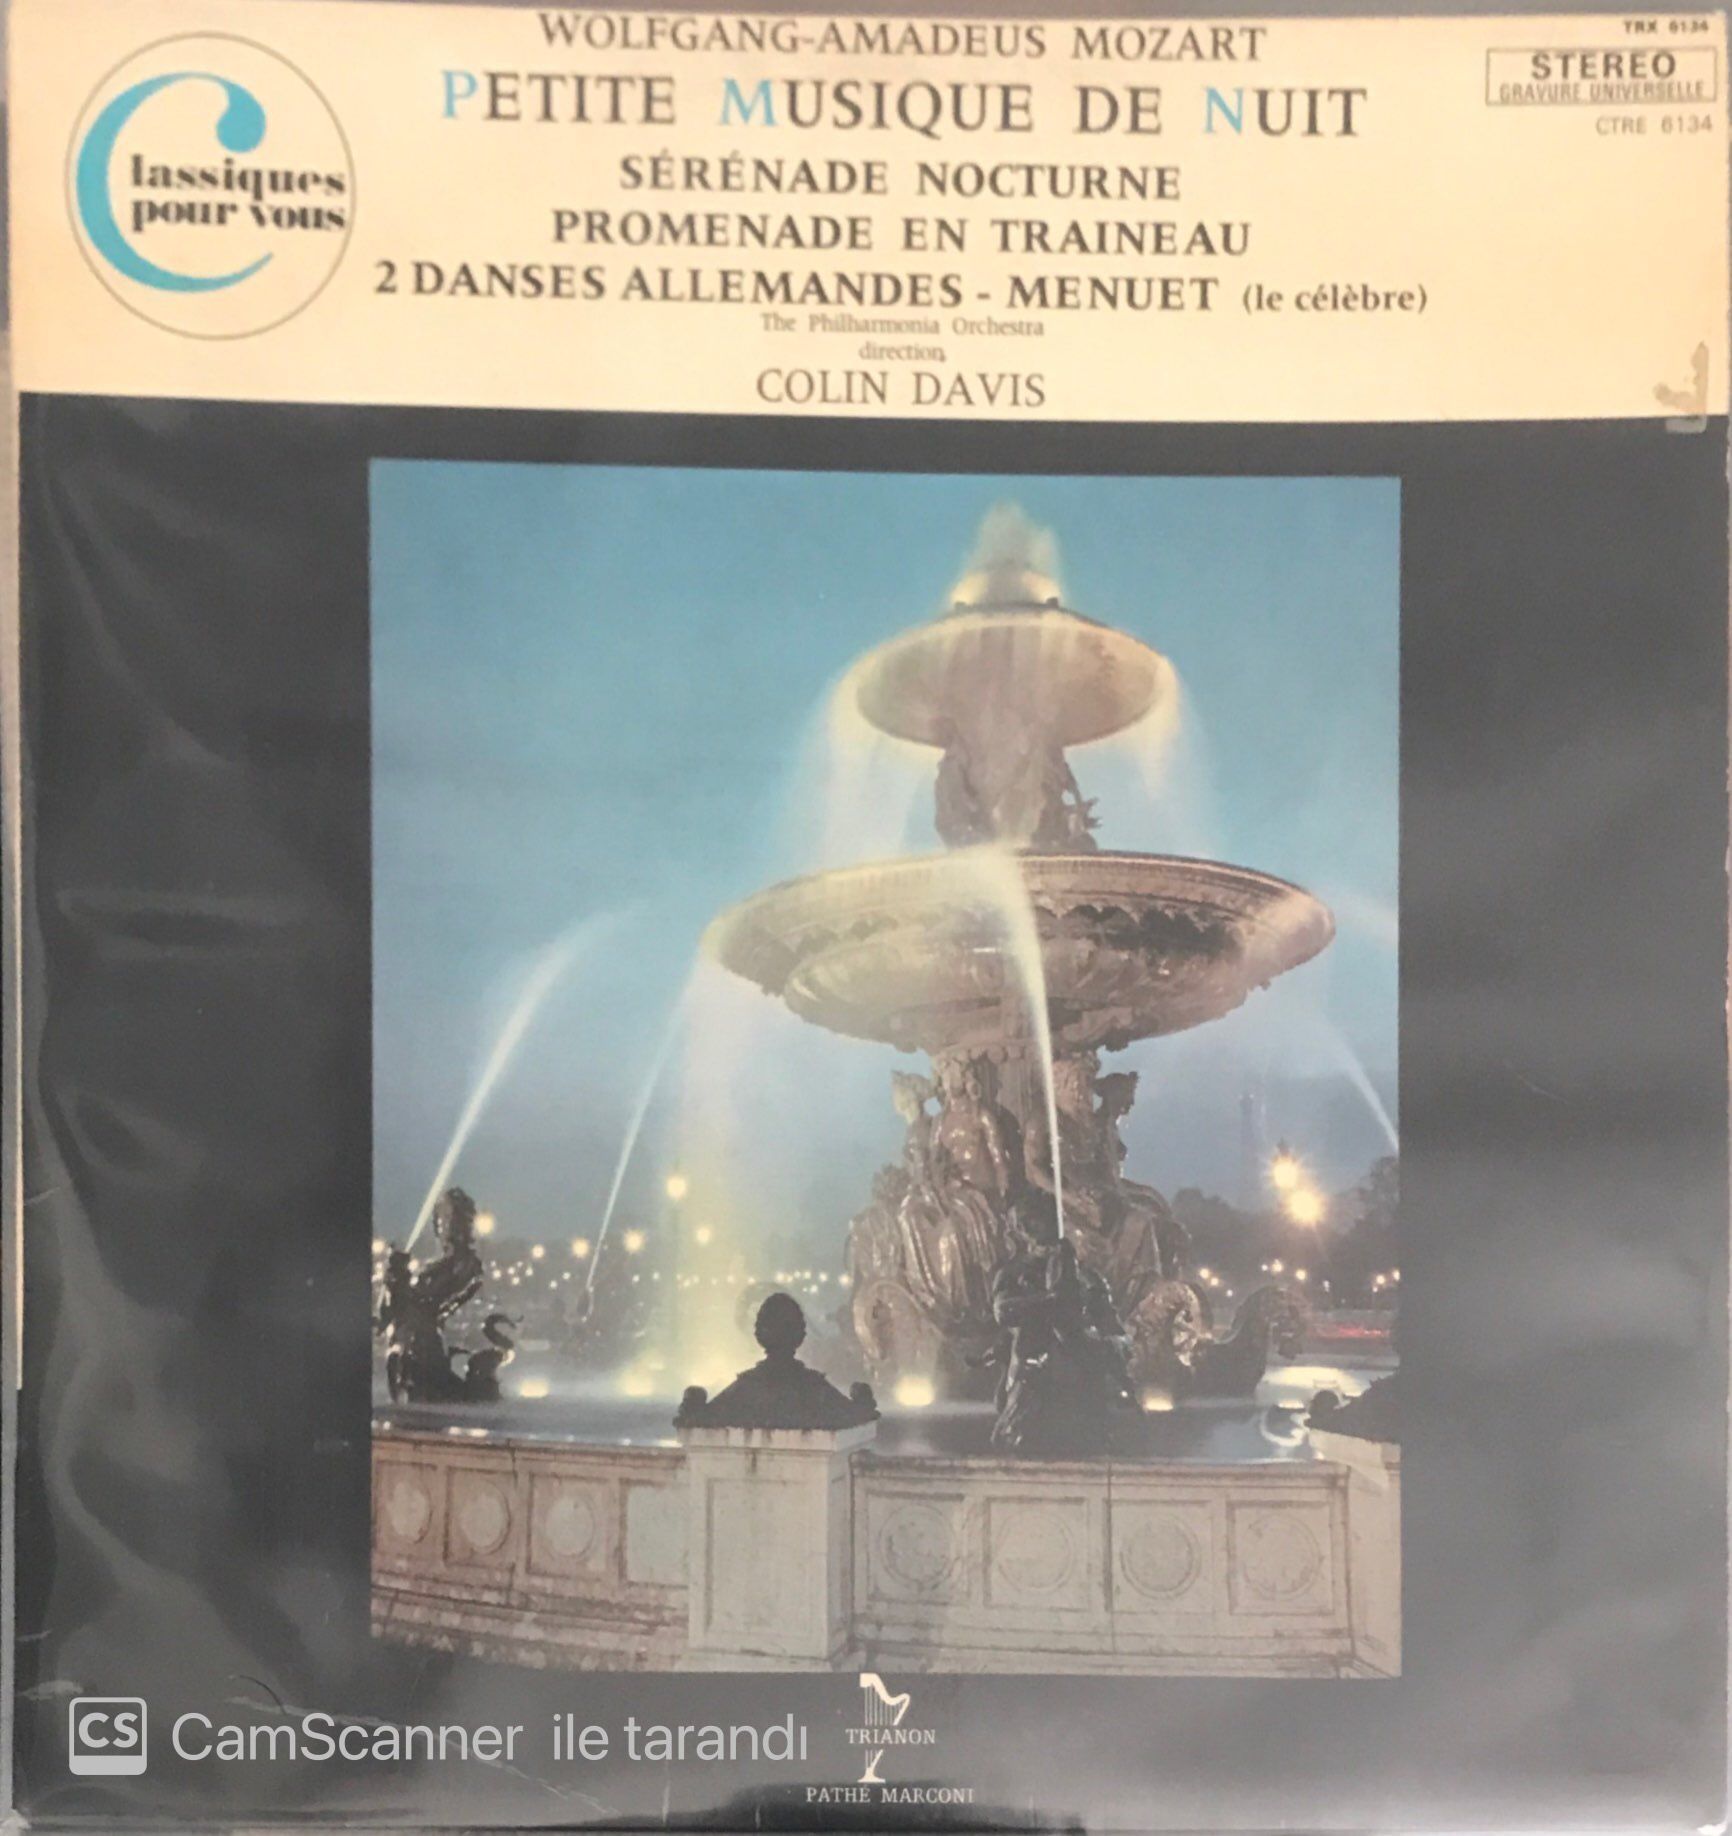 WOLFGANG-AMADEUS MOZART
PETITE MUSIQUE DE NUIT
SÉRÉNADE NOCTURNE
PROMENADE EN TRAINEAU
2 DANSES ALLEMANDES - MENUET (le célèbre)
The Philharmonia Orchestra
direction
COLIN DAVIS
Classiques
pour vous
TRX 6134
STEREO
GRAVURE UNIVERSELLE
CTRE 6134
TRIANON
PATHÉ MARCONI
CS CamScanner ile tarandı